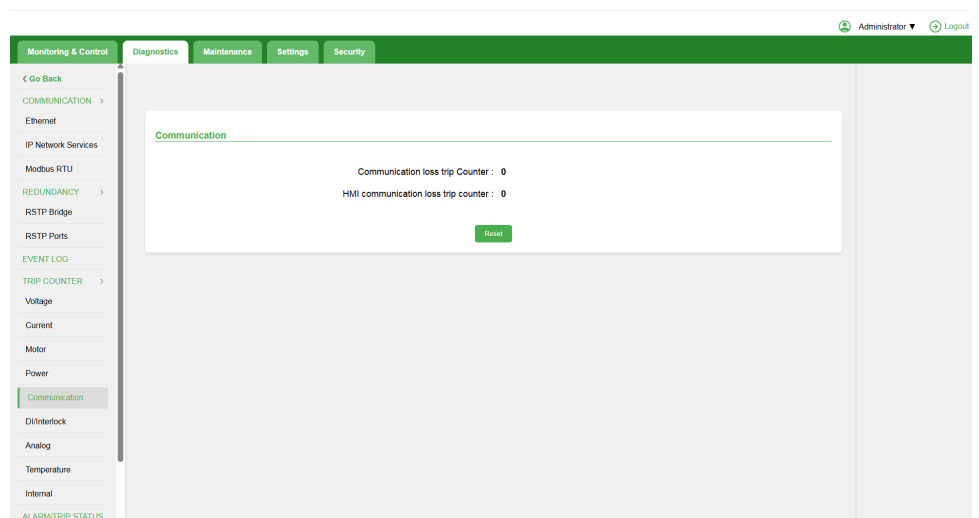 Administrator ▼ Logout
Monitoring & Control Diagnostics Maintenance Settings Security
Go Back
COMMUNICATION >
Ethernet
IP Network Services
Modbus RTU
REDUNDANCY >
RSTP Bridge
RSTP Ports
EVENT LOG
TRIP COUNTER >
Voltage
Current
Motor
Power
Communication
DI/Interlock
Analog
Temperature
Internal
ALARM/TRIP STATUS
Communication
Communication loss trip Counter : 0
HMI communication loss trip counter : 0
Reset